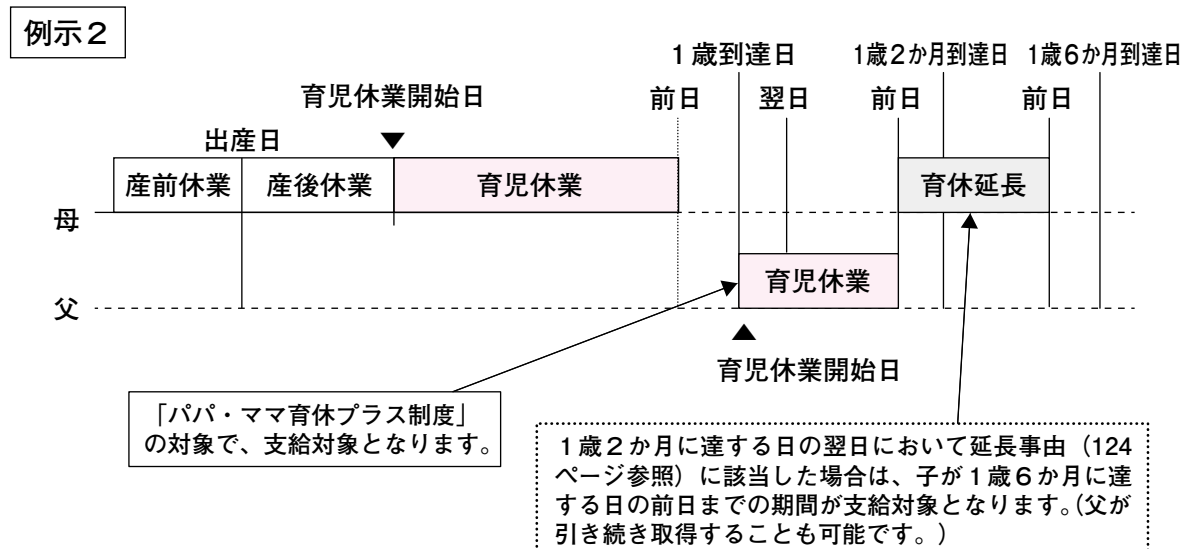 例示2
1歳到達日
1歳2か月到達日
1歳6か月到達日
育児休業開始日
前日
翌日
前日
前日
出産日
▼
産前休業
産後休業
育児休業
育休延長
母
育児休業
父
▲
育児休業開始日
「パパ・ママ育休プラス制度」
の対象で、支給対象となります。
1歳2か月に達する日の翌日において延長事由(124
ページ参照)に該当した場合は、子が1歳6か月に達
する日の前日までの期間が支給対象となります。(父が
引き続き取得することも可能です。)